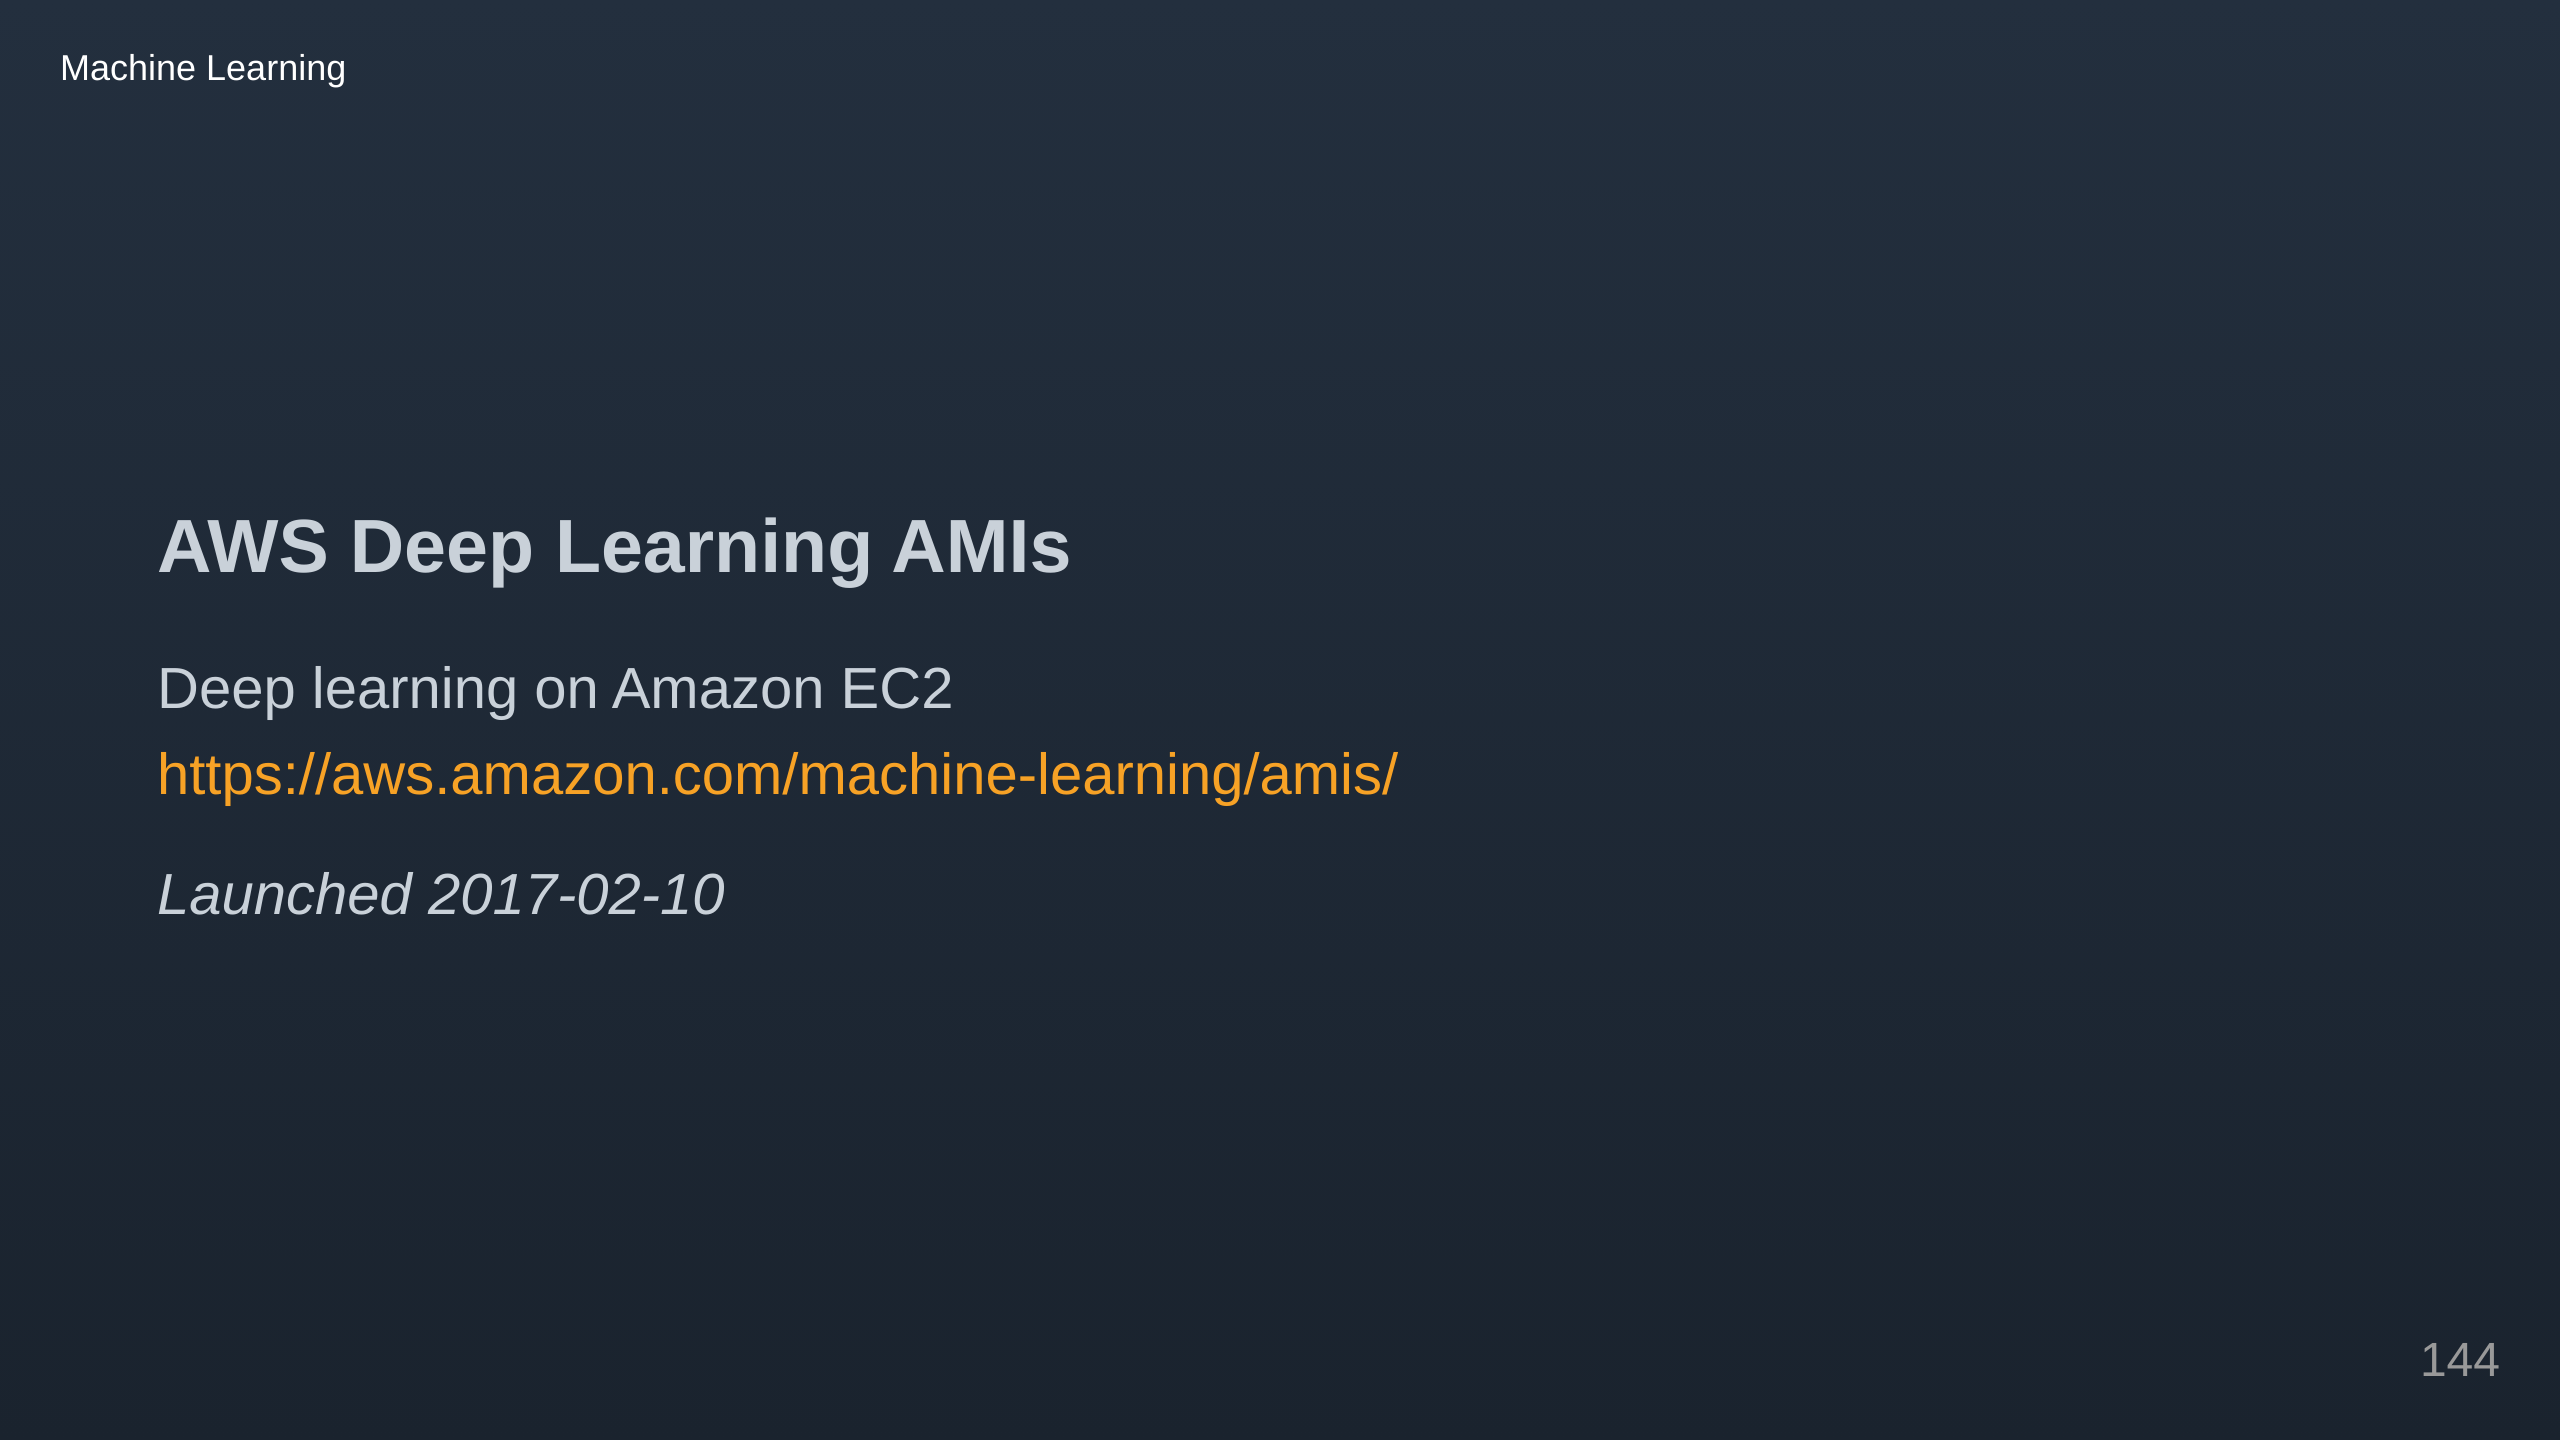 Machine Learning
AWS Deep Learning AMIs
Deep learning on Amazon EC2
https://aws.amazon.com/machine-learning/amis/
Launched 2017-02-10
144